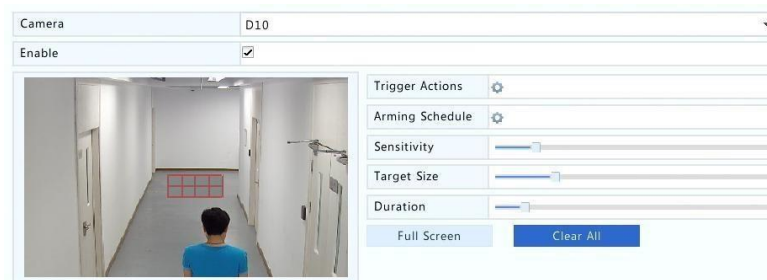 Camera D10
Enable
Trigger Actions
Arming Schedule
Sensitivity
Target Size
Duration
Full Screen Clear All